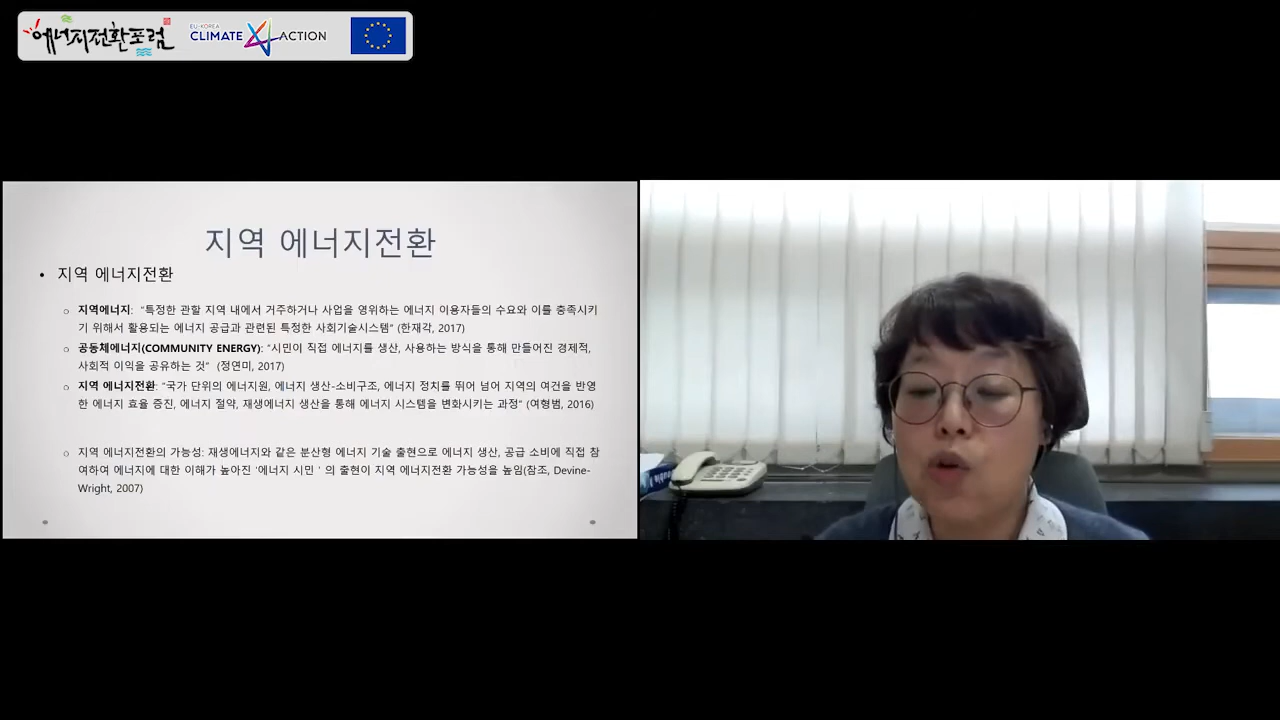 에너지전환포럼
EU-KOREA
CLIMATE ACTION
지역 에너지전환
• 지역 에너지전환
○ 지역에너지: “특정한 관할 지역 내에서 거주하거나 사업을 영위하는 에너지 이용자들의 수요와 이를 충족시키
기 위해서 활용되는 에너지 공급과 관련된 특정한 사회기술시스템” (한재각, 2017)
○ 공동체에너지(COMMUNITY ENERGY): “시민이 직접 에너지를 생산, 사용하는 방식을 통해 만들어진 경제적,
사회적 이익을 공유하는 것” (정연미, 2017)
○ 지역 에너지전환: “국가 단위의 에너지원, 에너지 생산-소비구조, 에너지 정치를 뛰어 넘어 지역의 여건을 반영
한 에너지 효율 증진, 에너지 절약, 재생에너지 생산을 통해 에너지 시스템을 변화시키는 과정” (여형범, 2016)
○ 지역 에너지전환의 가능성: 재생에너지와 같은 분산형 에너지 기술 출현으로 에너지 생산, 공급 소비에 직접 참
여하여 에너지에 대한 이해가 높아진 ‘에너지 시민 ’ 의 출현이 지역 에너지전환 가능성을 높임(참조, Devine-
Wright, 2007)